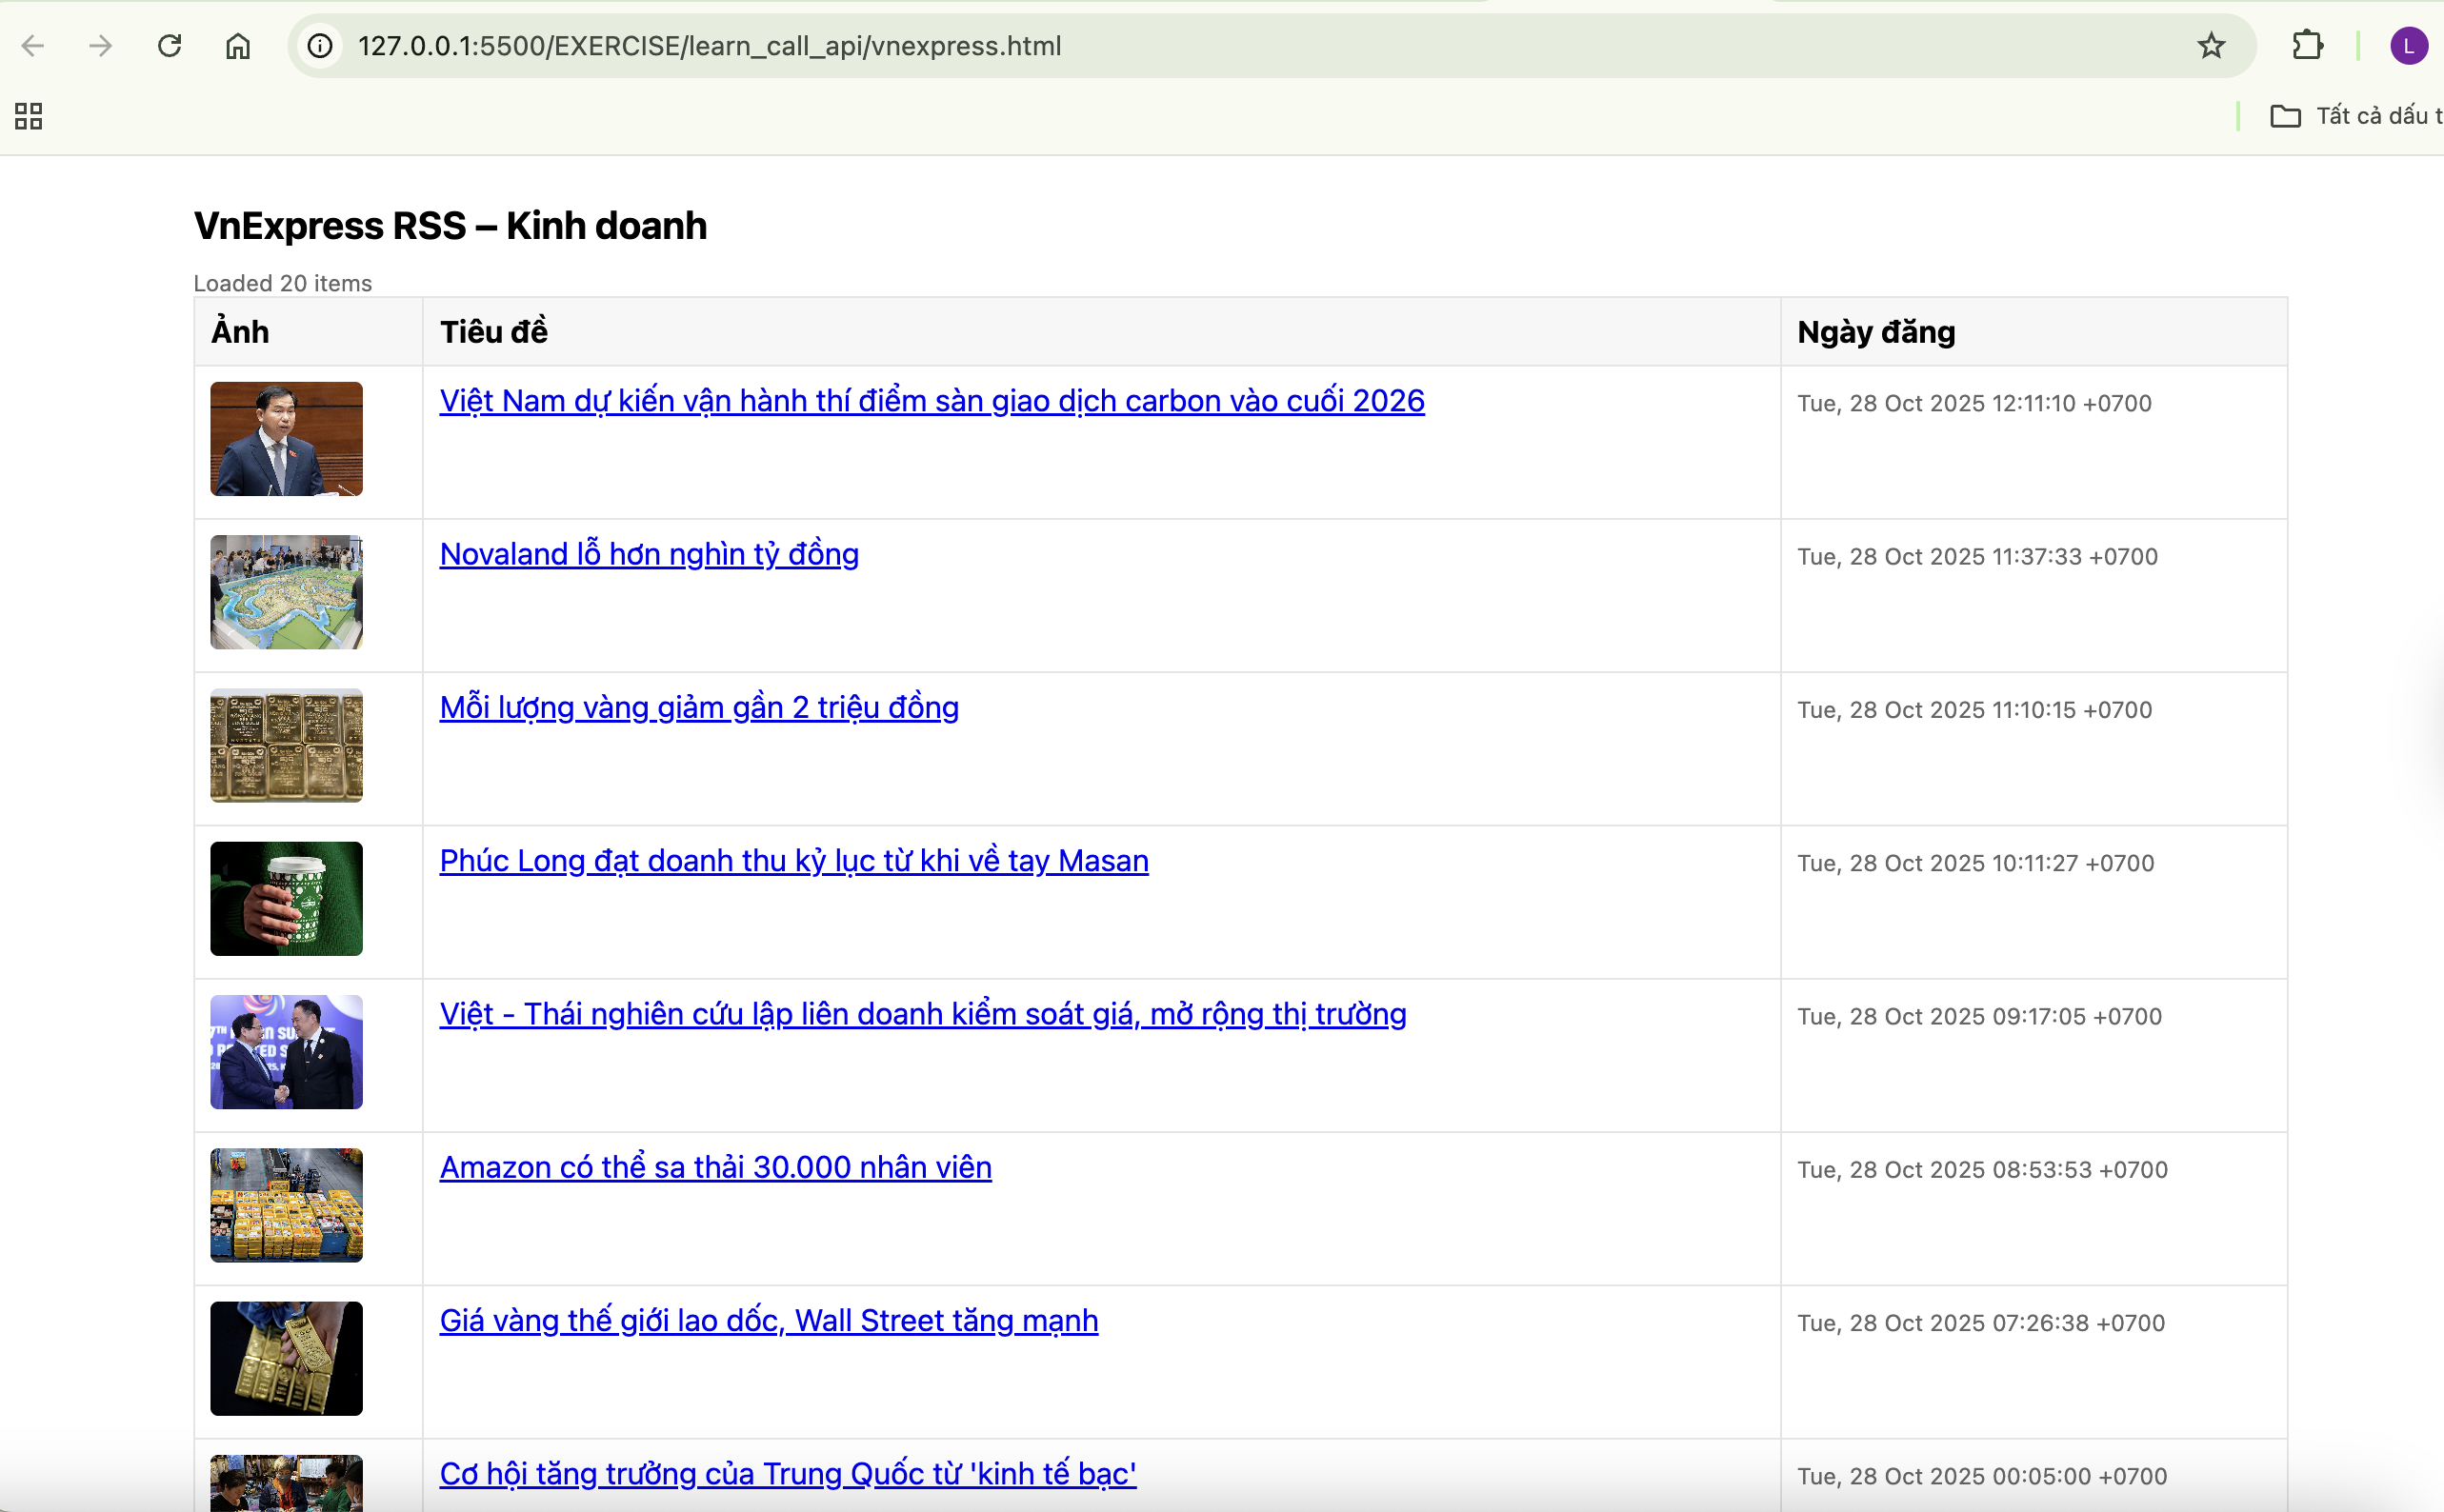 127.0.0.1:5500/EXERCISE/learn_call_api/vnexpress.html
L
Tất cả dấu t
VnExpress RSS – Kinh doanh
Loaded 20 items
Ảnh Tiêu đề Ngày đăng
Việt Nam dự kiến vận hành thí điểm sàn giao dịch carbon vào cuối 2026 Tue, 28 Oct 2025 12:11:10 +0700
Novaland lỗ hơn nghìn tỷ đồng Tue, 28 Oct 2025 11:37:33 +0700
Mỗi lượng vàng giảm gần 2 triệu đồng Tue, 28 Oct 2025 11:10:15 +0700
Phúc Long đạt doanh thu kỷ lục từ khi về tay Masan Tue, 28 Oct 2025 10:11:27 +0700
Việt - Thái nghiên cứu lập liên doanh kiểm soát giá, mở rộng thị trường Tue, 28 Oct 2025 09:17:05 +0700
Amazon có thể sa thải 30.000 nhân viên Tue, 28 Oct 2025 08:53:53 +0700
Giá vàng thế giới lao dốc, Wall Street tăng mạnh Tue, 28 Oct 2025 07:26:38 +0700
Cơ hội tăng trưởng của Trung Quốc từ 'kinh tế bạc' Tue, 28 Oct 2025 00:05:00 +0700